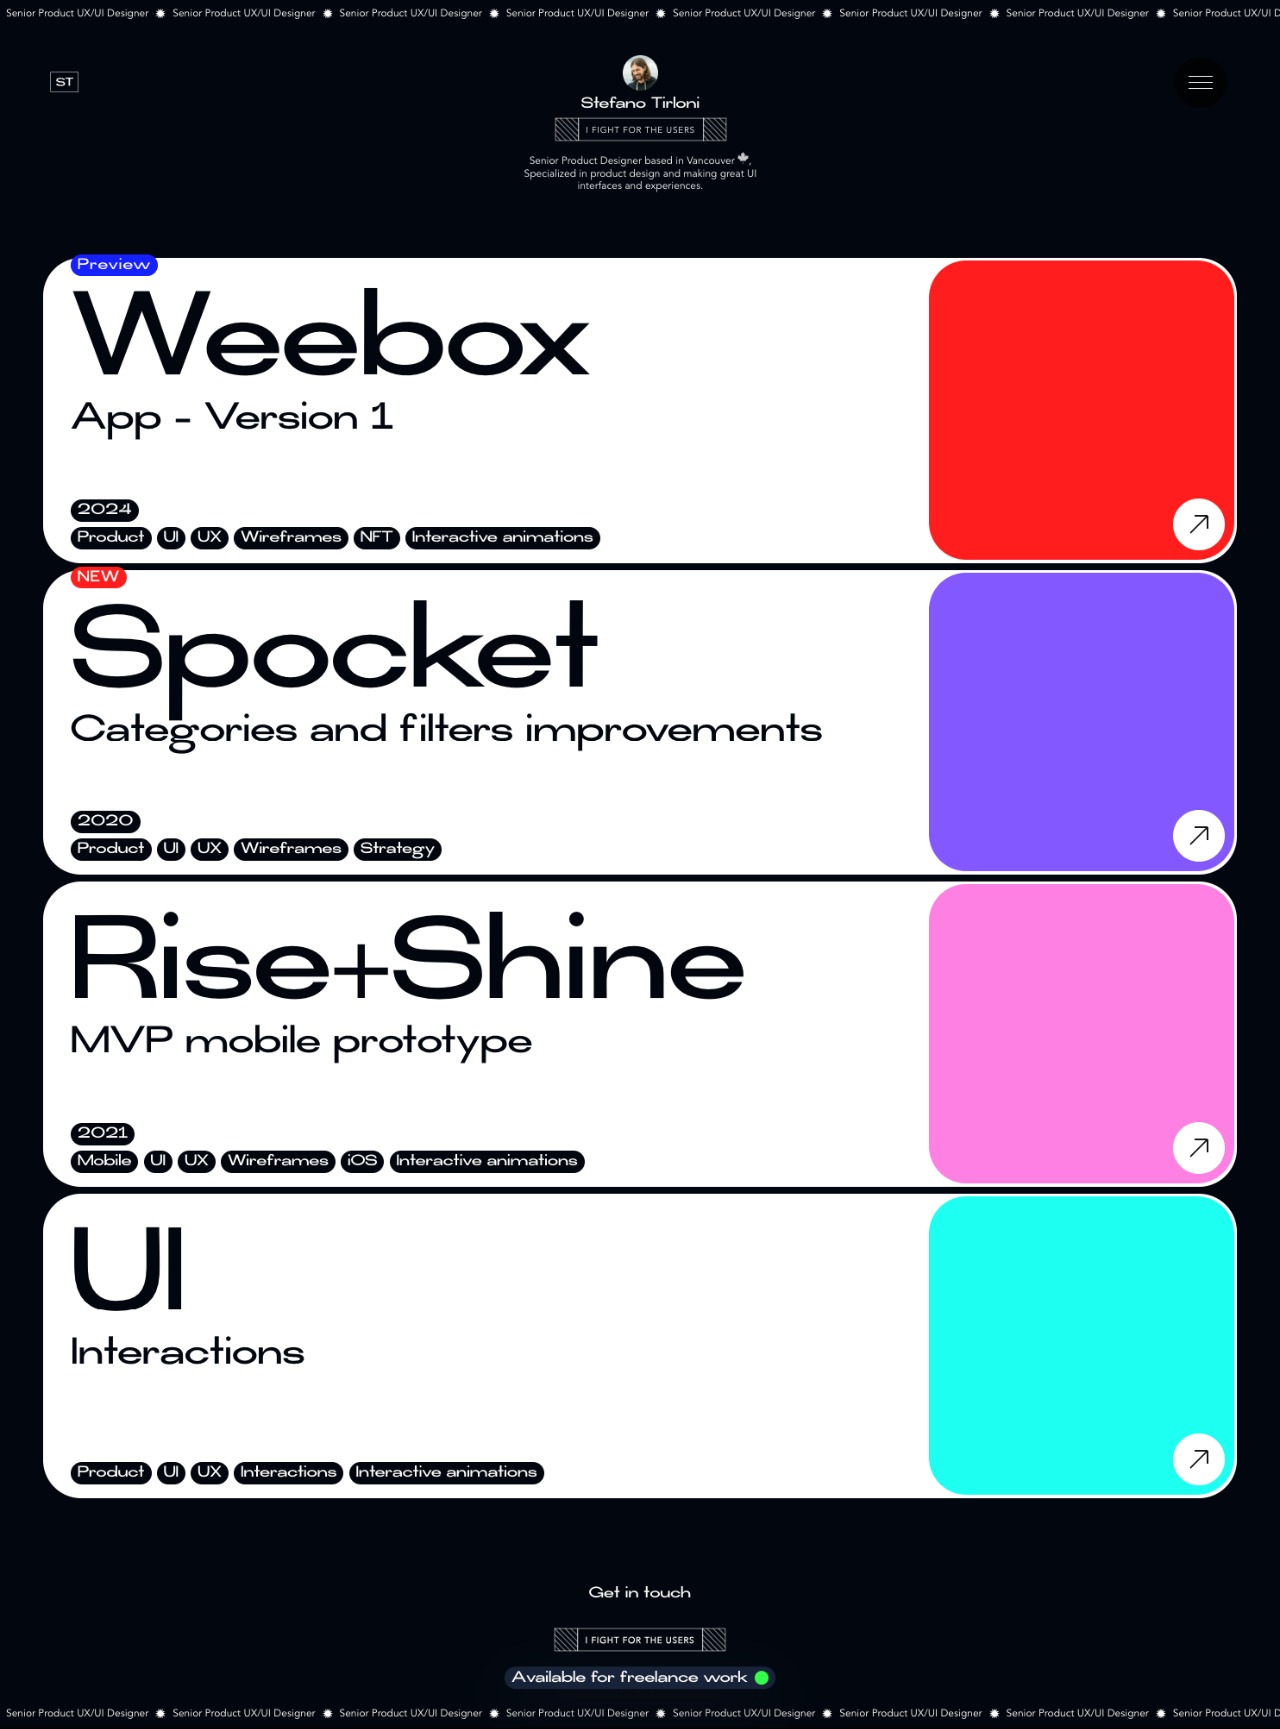 Senior Product UX/UI Designer ✹ Senior Product UX/UI Designer ✹ Senior Product UX/UI Designer ✹ Senior Product UX/UI Designer ✹ Senior Product UX/UI Designer ✹ Senior Product UX/UI Designer ✹ Senior Product UX/UI Designer ✹ Senior Product UX/UI D
ST
Stefano Tirloni
I FIGHT FOR THE USERS
Senior Product Designer based in Vancouver 🍁,
Specialized in product design and making great UI
interfaces and experiences.
Preview
Weebox
App - Version 1
2024
Product UI UX Wireframes NFT Interactive animations
NEW
Spocket
Categories and filters improvements
2020
Product UI UX Wireframes Strategy
Rise+Shine
MVP mobile prototype
2021
Mobile UI UX Wireframes iOS Interactive animations
UI
Interactions
Product UI UX Interactions Interactive animations
Get in touch
I FIGHT FOR THE USERS
Available for freelance work
Senior Product UX/UI Designer ✹ Senior Product UX/UI Designer ✹ Senior Product UX/UI Designer ✹ Senior Product UX/UI Designer ✹ Senior Product UX/UI Designer ✹ Senior Product UX/UI Designer ✹ Senior Product UX/UI Designer ✹ Senior Product UX/UI D